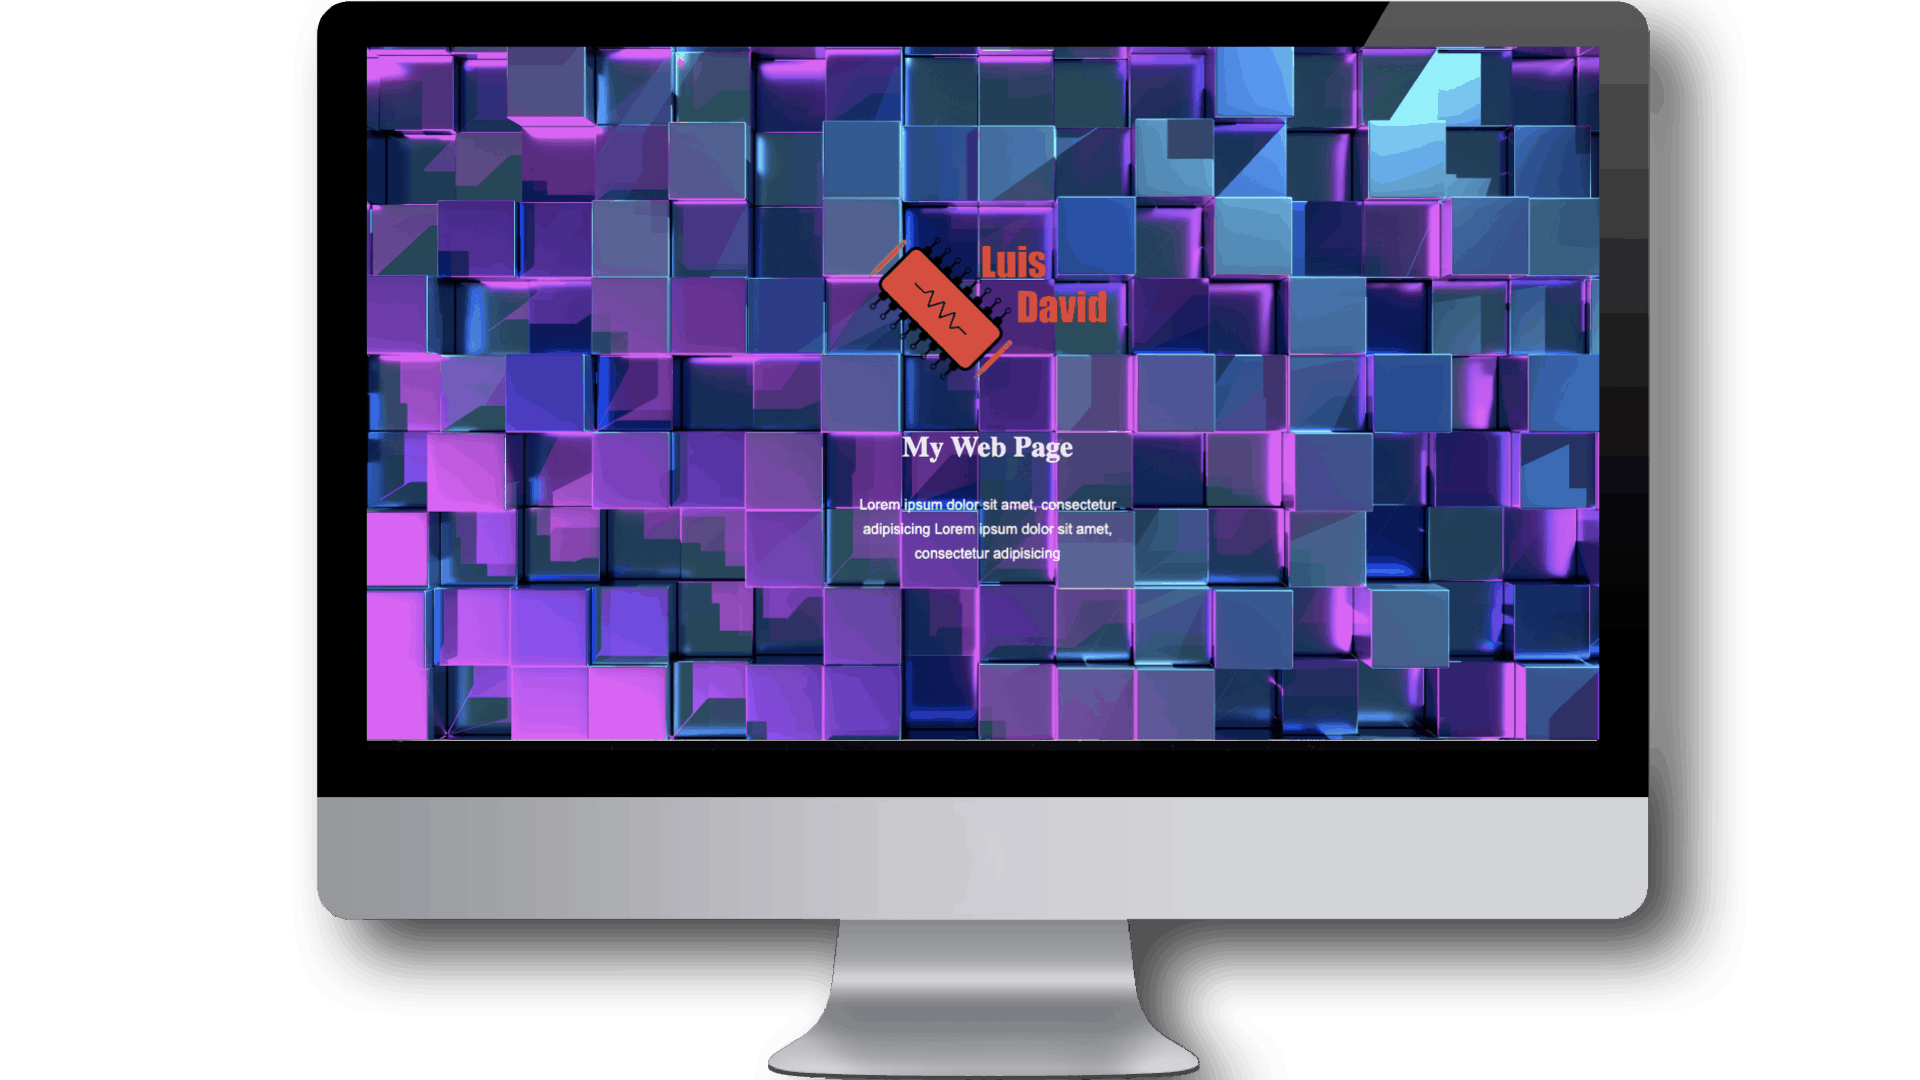 Luis
David
My Web Page
Lorem ipsum dolor sit amet, consectetur
adipisicing Lorem ipsum dolor sit amet,
consectetur adipisicing